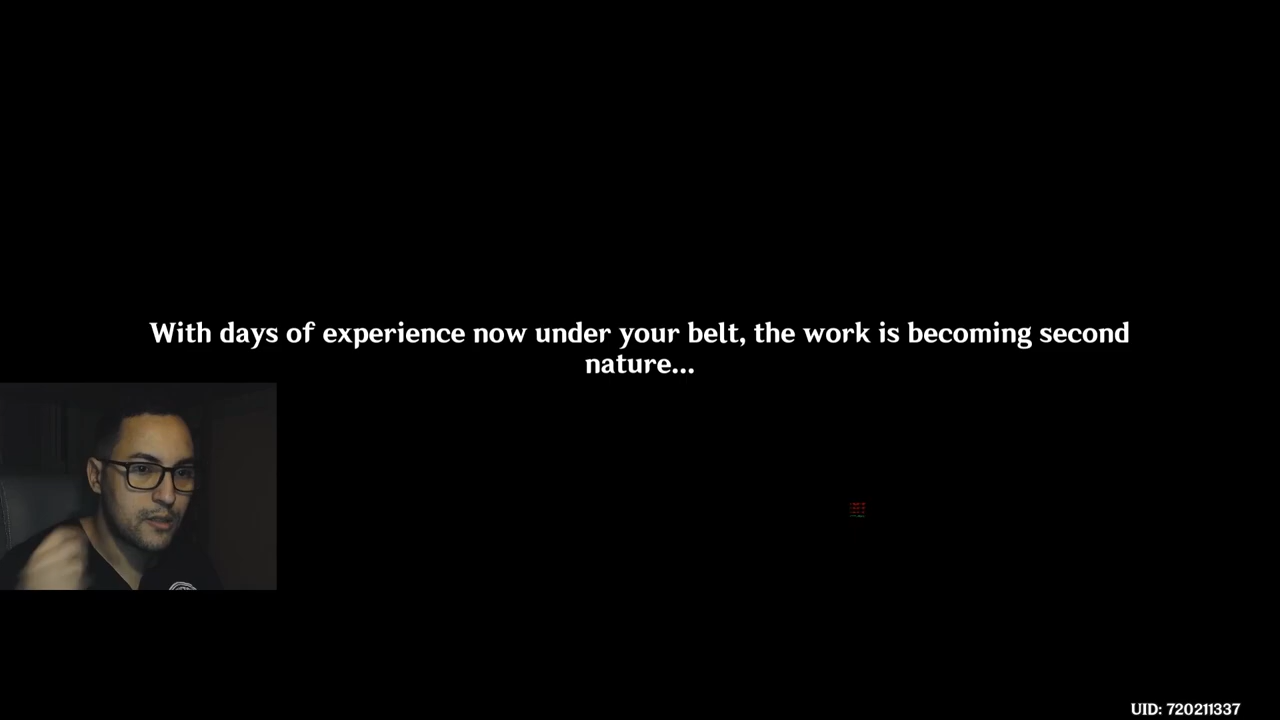 With days of experience now under your belt, the work is becoming second
nature...
UID: 720211337